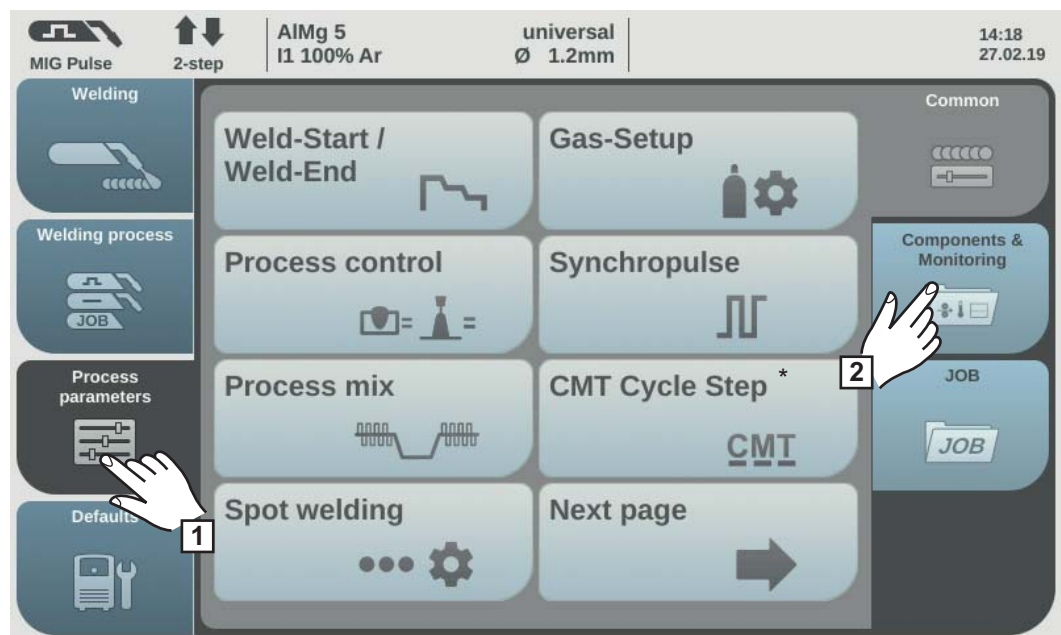 MIG Pulse
2-step
AlMg 5
I1 100% Ar
universal
Ø 1.2mm
14:18
27.02.19
Welding
Welding process
JOB
Process
parameters
Defaults
Weld-Start /
Weld-End
Gas-Setup
Process control
= =
Synchropulse
Process mix
CMT Cycle Step *
CMT
Spot welding
Next page
Common
Components &
Monitoring
JOB
JOB
1
2